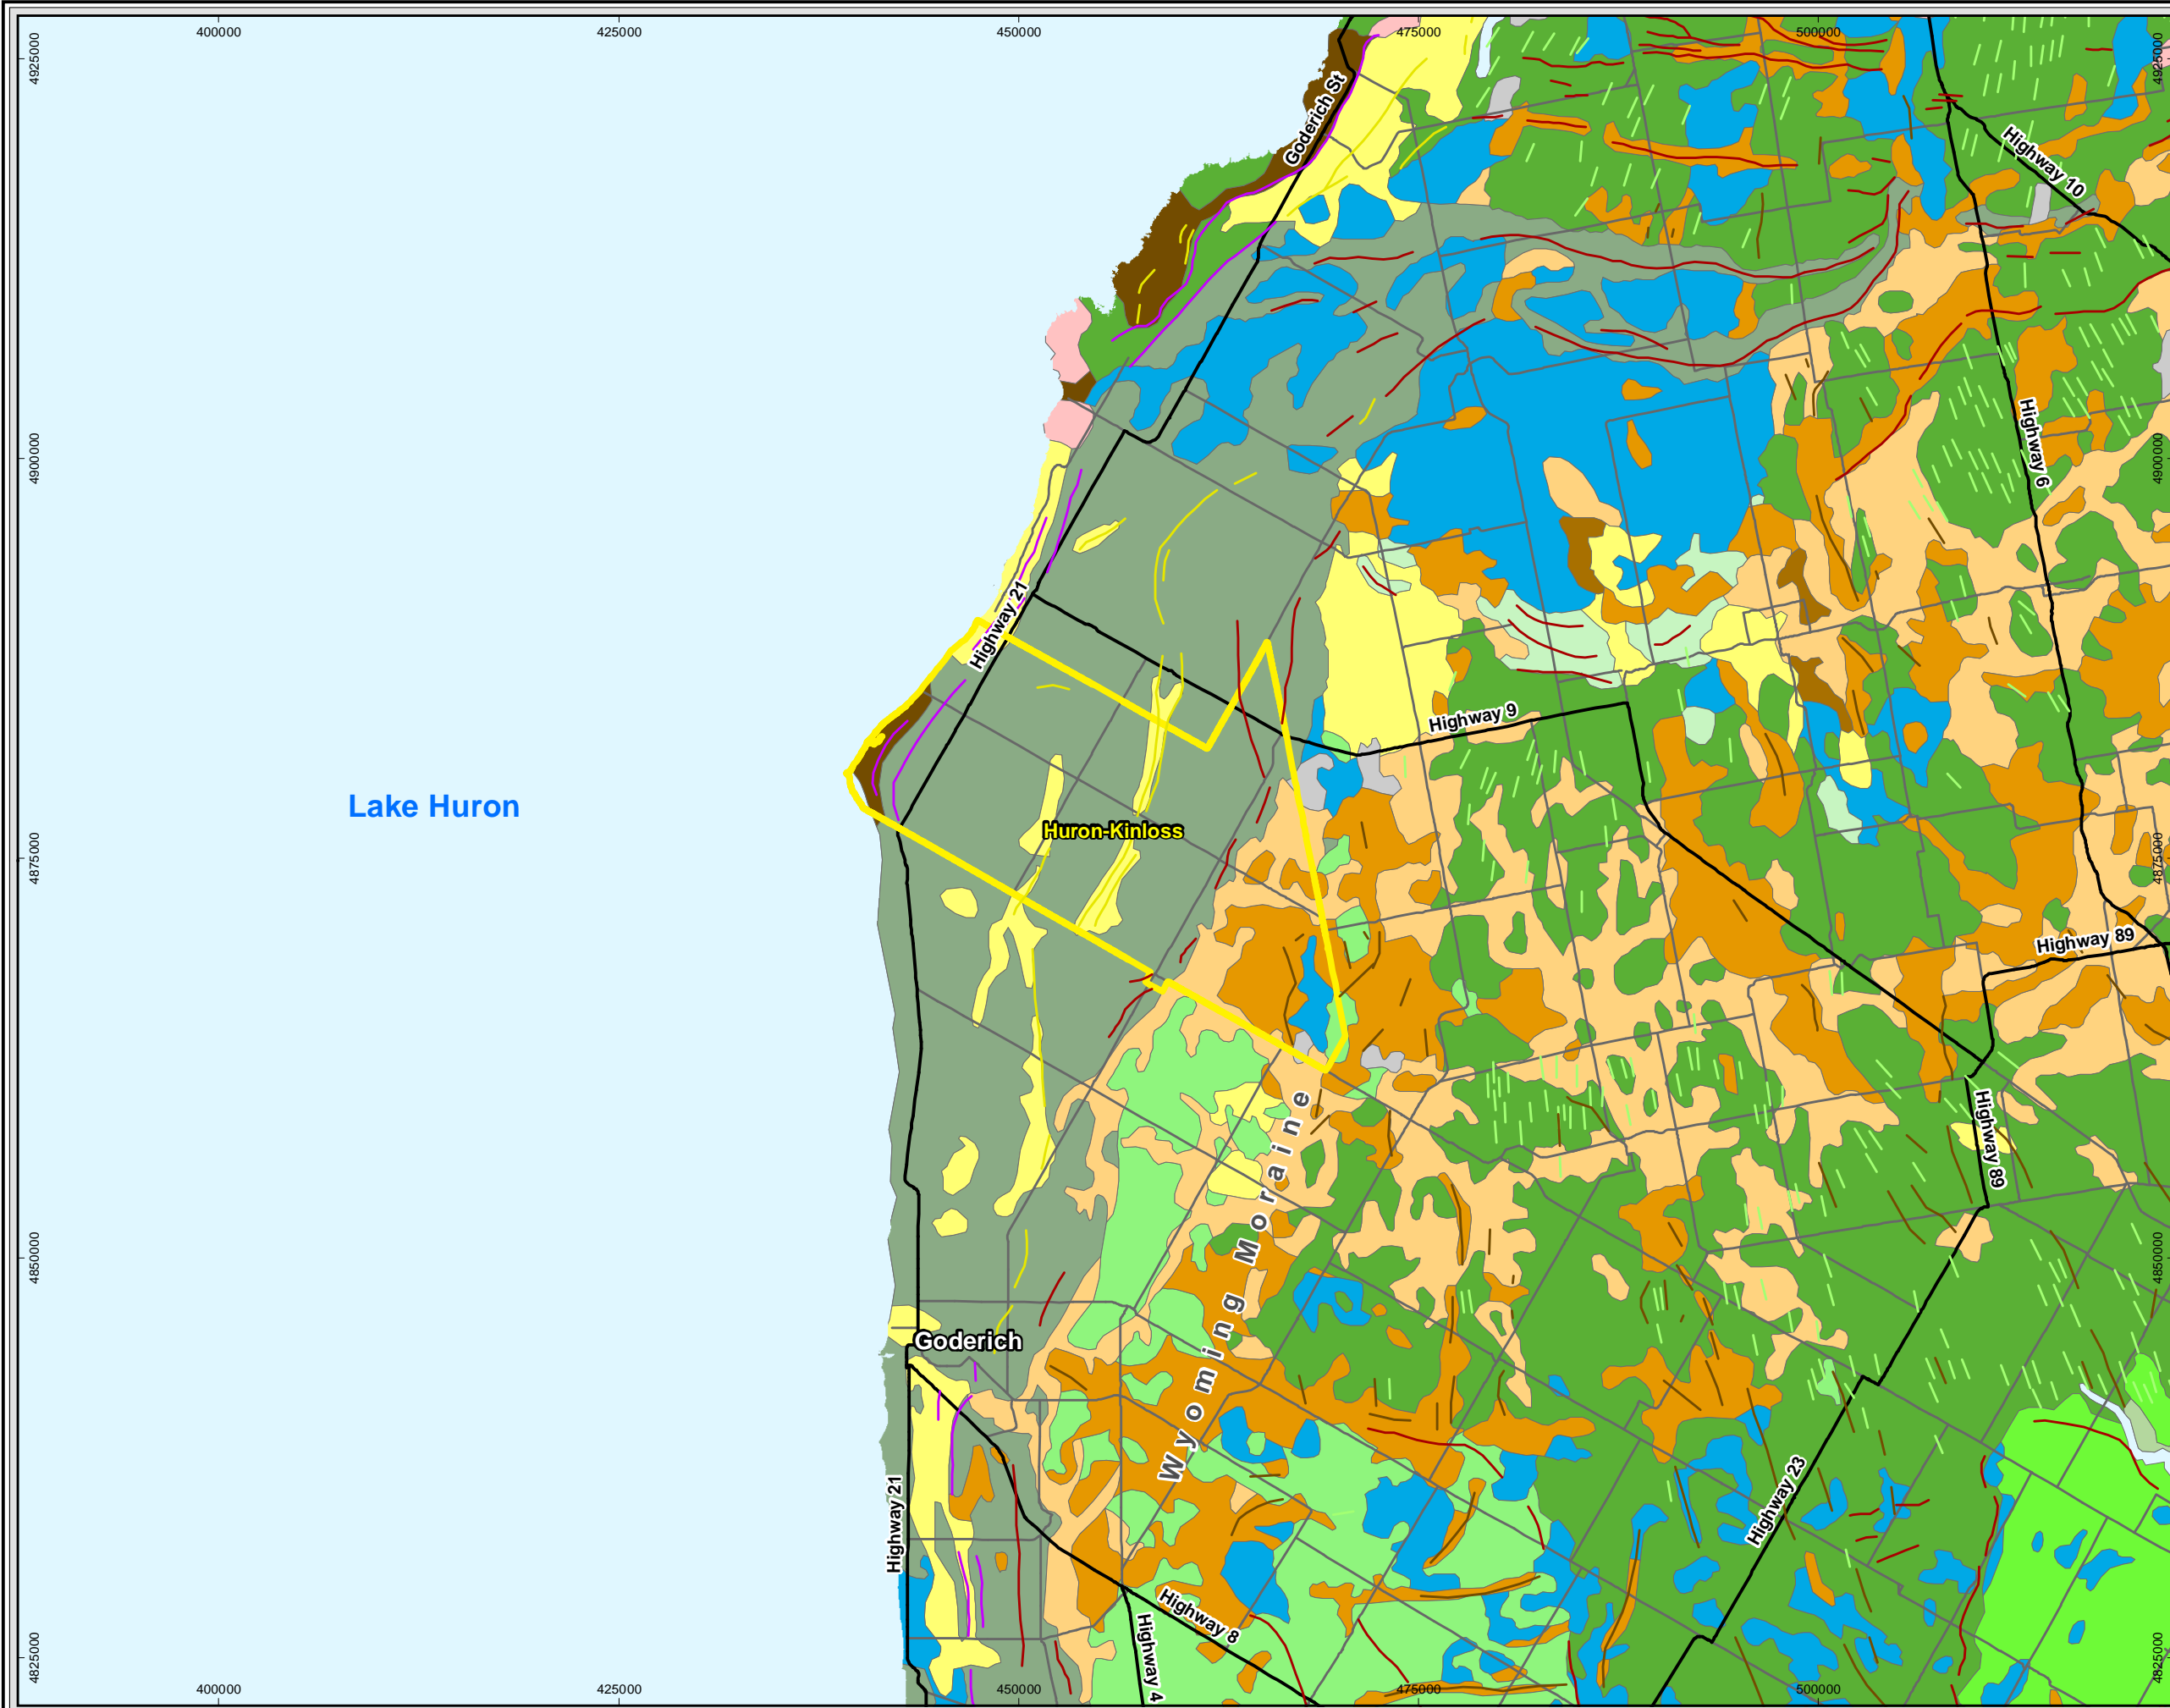 400000
425000
450000
475000
500000
4925000
4925000
Goderich St
Highway 10
4900000
Highway 6
4900000
Highway 21
Highway 9
Lake Huron
Huron-Kinloss
4875000
4875000
Highway 89
Highway 89
Wyoming Moraine
4850000
4850000
Goderich
Highway 21
Highway 23
Highway 8
Highway 4
4825000
4825000
400000
425000
450000
475000
500000